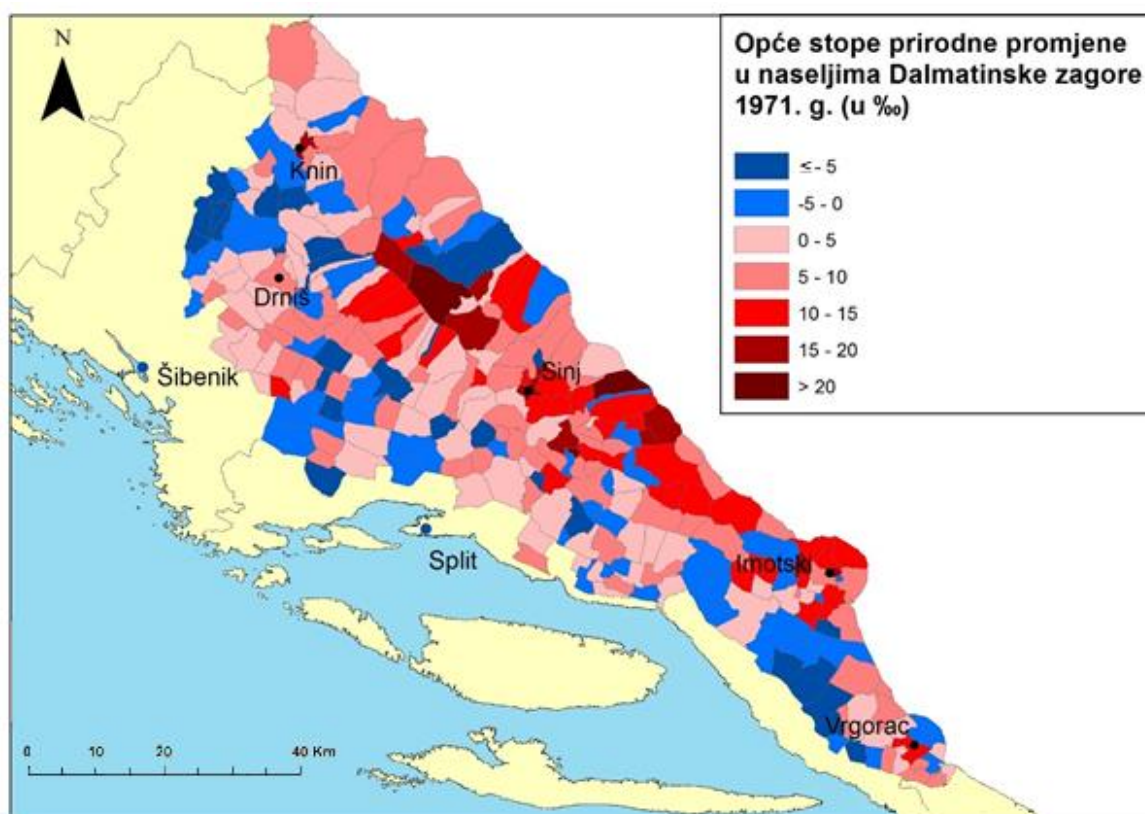 Opće stope prirodne promjene
u naseljima Dalmatinske zagore
1971. g. (u ‰)
≤ - 5
-5 - 0
0 - 5
5 - 10
10 - 15
15 - 20
> 20
N
Knin
Drniš
Šibenik
Sinj
Split
Imotski
Vrgorac
0 10 20 40 Km